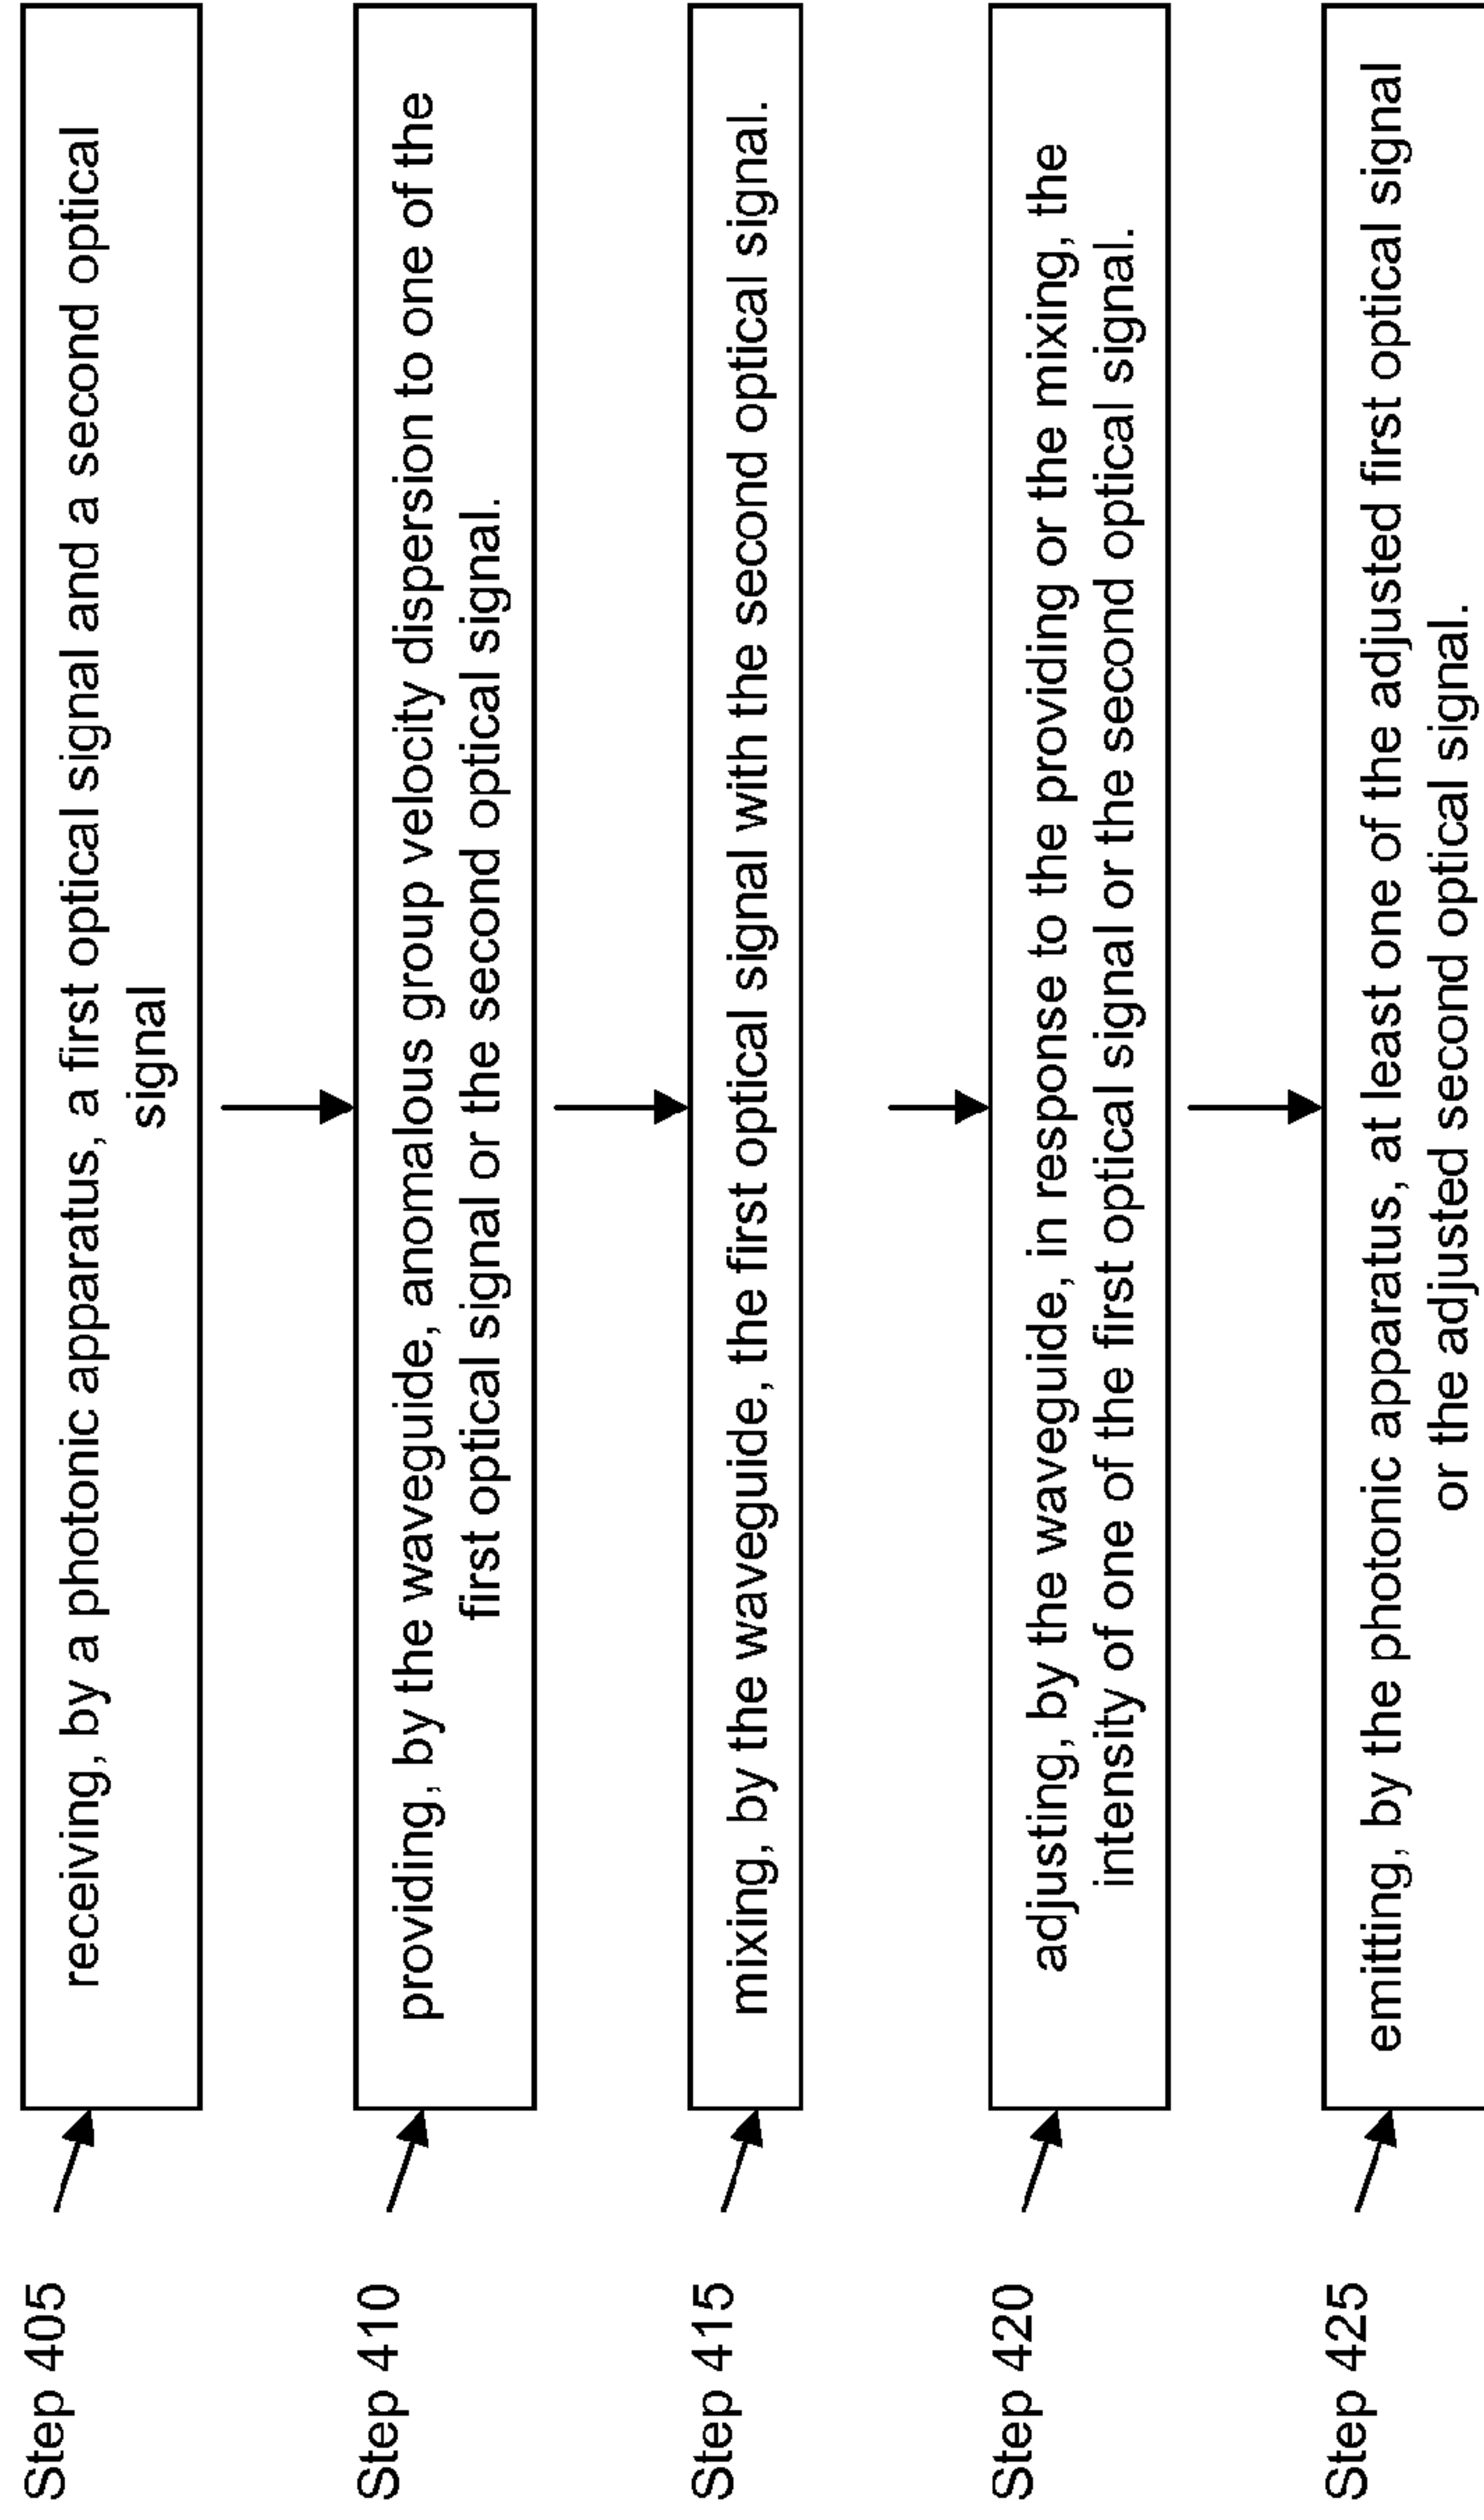 Step 405
receiving, by a photonic apparatus, a first optical signal and a second optical
signal
Step 410
providing, by the waveguide, anomalous group velocity dispersion to one of the
first optical signal or the second optical signal.
Step 415
mixing, by the waveguide, the first optical signal with the second optical signal.
Step 420
adjusting, by the waveguide, in response to the providing or the mixing, the
intensity of one of the first optical signal or the second optical signal.
Step 425
emitting, by the photonic apparatus, at least one of the adjusted first optical signal
or the adjusted second optical signal.